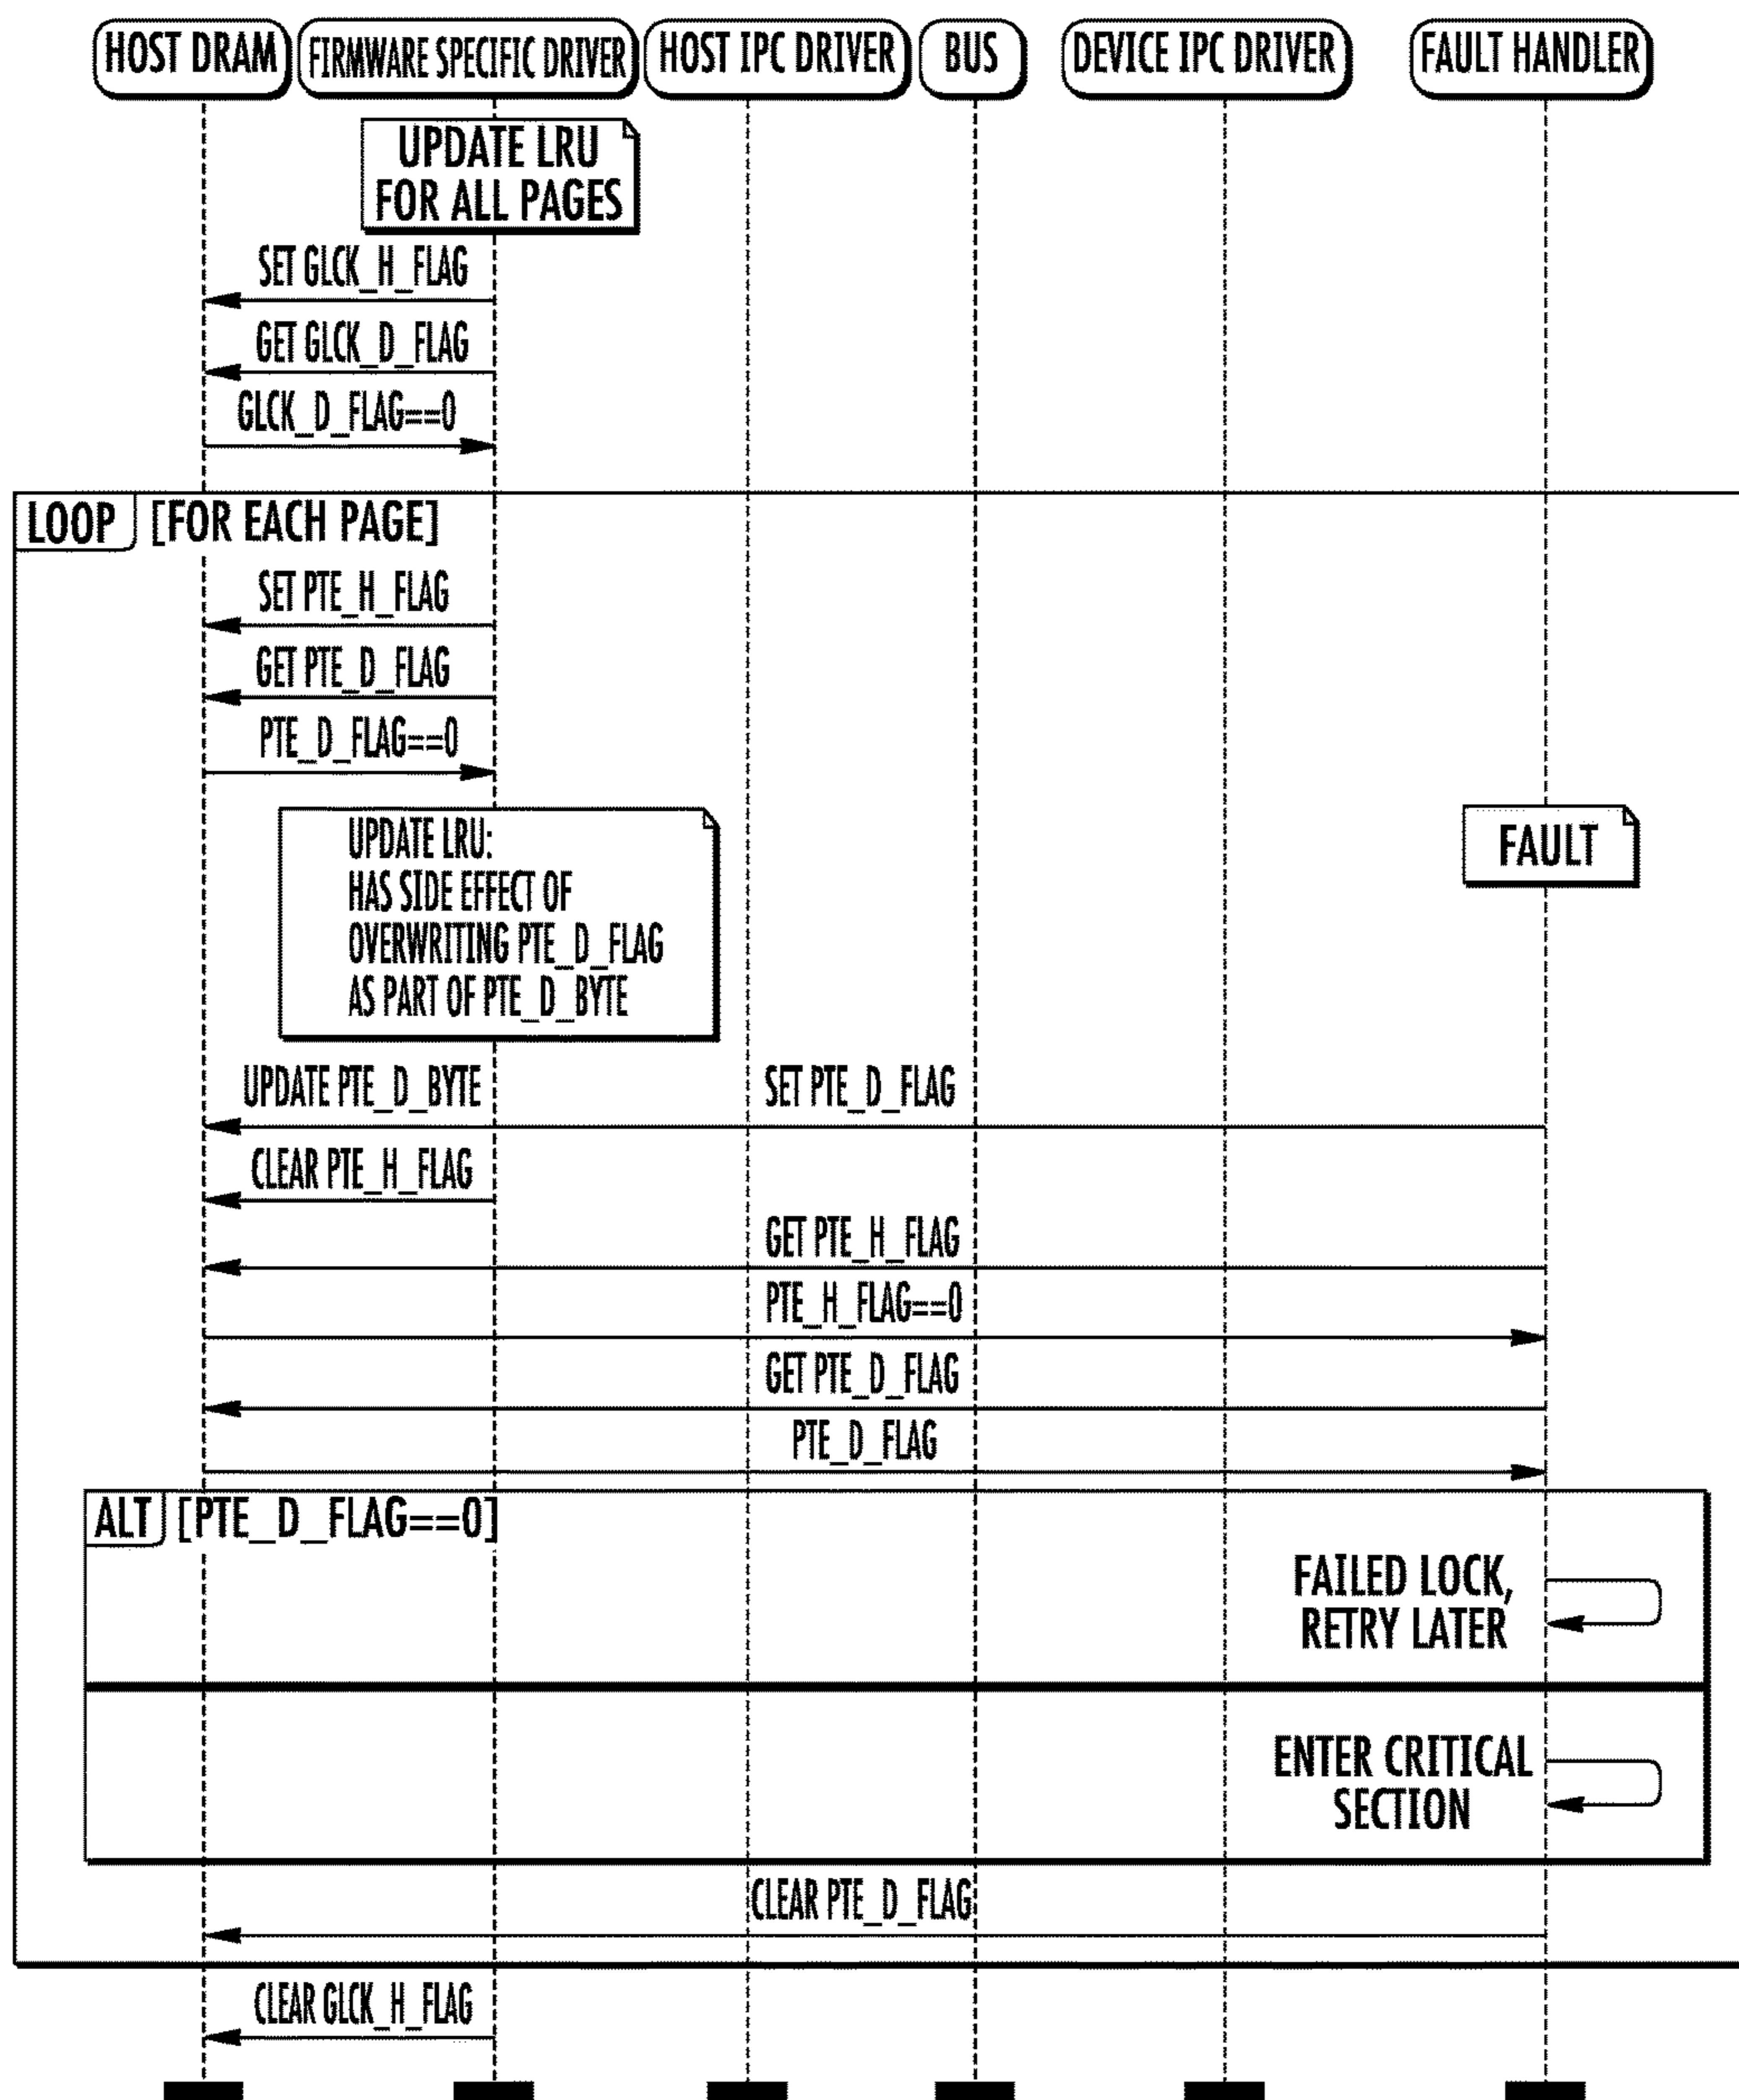 HOST DRAM
FIRMWARE SPECIFIC DRIVER
HOST IPC DRIVER
BUS
DEVICE IPC DRIVER
FAULT HANDLER
UPDATE LRU
FOR ALL PAGES
SET GLCK_H_FLAG
GET GLCK_D_FLAG
GLCK_D_FLAG==0
LOOP [FOR EACH PAGE]
SET PTE_H_FLAG
GET PTE_D_FLAG
PTE_D_FLAG==0
UPDATE LRU:
HAS SIDE EFFECT OF
OVERWRITING PTE_D_FLAG
AS PART OF PTE_D_BYTE
FAULT
UPDATE PTE_D_BYTE
SET PTE_D_FLAG
CLEAR PTE_H_FLAG
GET PTE_H_FLAG
PTE_H_FLAG==0
GET PTE_D_FLAG
PTE_D_FLAG
ALT [PTE_D_FLAG==0]
FAILED LOCK,
RETRY LATER
ENTER CRITICAL
SECTION
CLEAR PTE_D_FLAG
CLEAR GLCK_H_FLAG